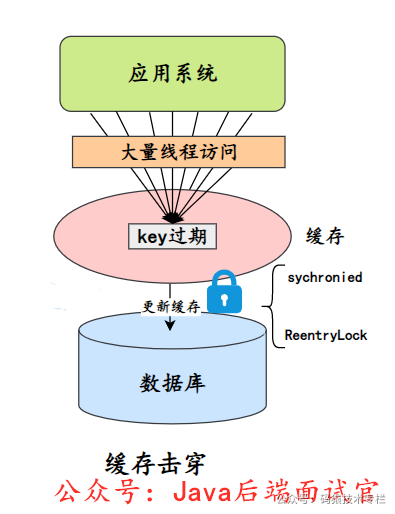 应用系统
大量线程访问
key过期
缓存
sychronied
更新缓存
ReentryLock
数据库
缓存击穿
公众号：Java后端面试官
公众号：码猿技术专栏